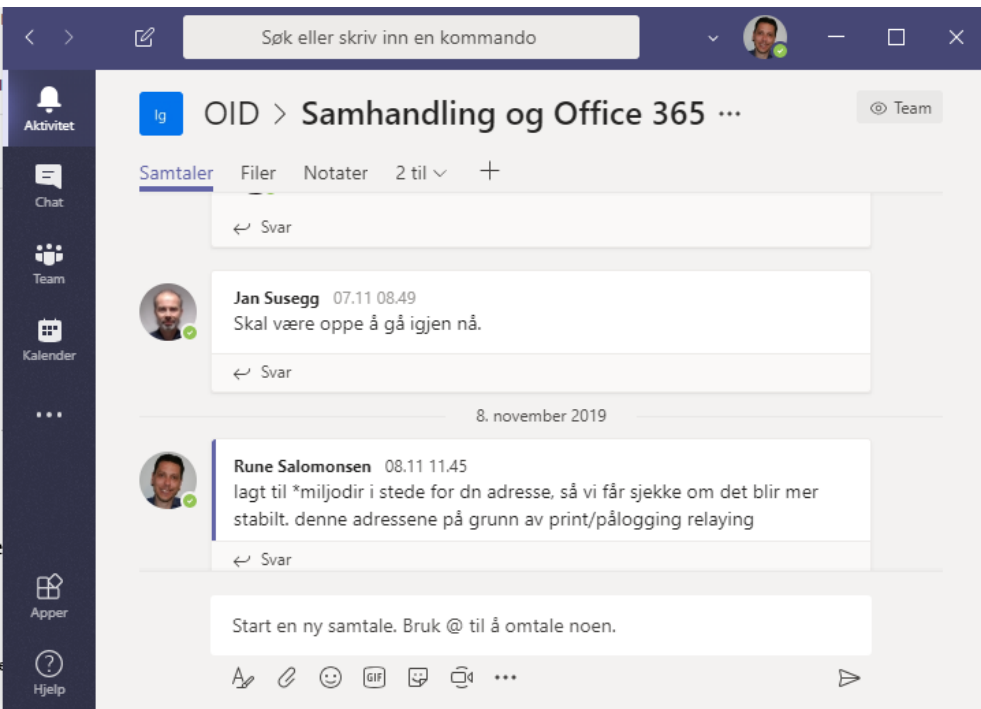 Søk eller skriv inn en kommando
Aktivitet
Chat
Team
Kalender
Apper
Hjelp
Ig
OID > Samhandling og Office 365 ...
Team
Samtaler Filer Notater 2 til +
Svar
Jan Susegg 07.11 08.49
Skal være oppe å gå igjen nå.
Svar
8. november 2019
Rune Salomonsen 08.11 11.45
lagt til *miljodir i stede for dn adresse, så vi får sjekke om det blir mer
stabilt. denne adressene på grunn av print/pålogging relaying
Svar
Start en ny samtale. Bruk @ til å omtale noen.
GIF